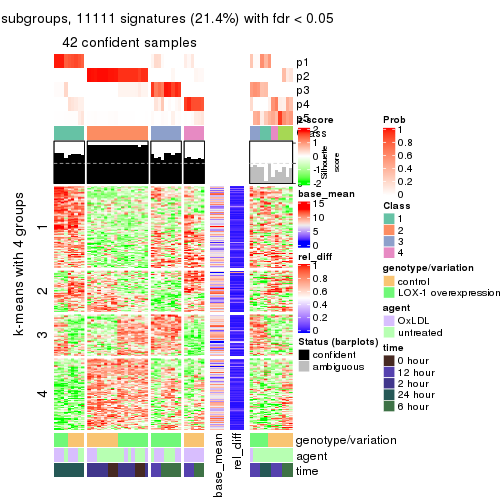 subgroups, 11111 signatures (21.4%) with fdr < 0.05
42 confident samples
p1
p2
p3
p4
p5
z-score
2
1
0
-1
-2
Class
Silhouette
score
base_mean
15
10
5
0
rel_diff
1
0.8
0.6
0.4
0.2
0
Status (barplots)
confident
ambiguous
Prob
1
0.8
0.6
0.4
0.2
0
Class
1
2
3
4
genotype/variation
control
LOX-1 overexpression
agent
OxLDL
untreated
time
0 hour
12 hour
2 hour
24 hour
6 hour
k-means with 4 groups
1
2
3
4
genotype/variation
agent
time
base_mean
rel_diff